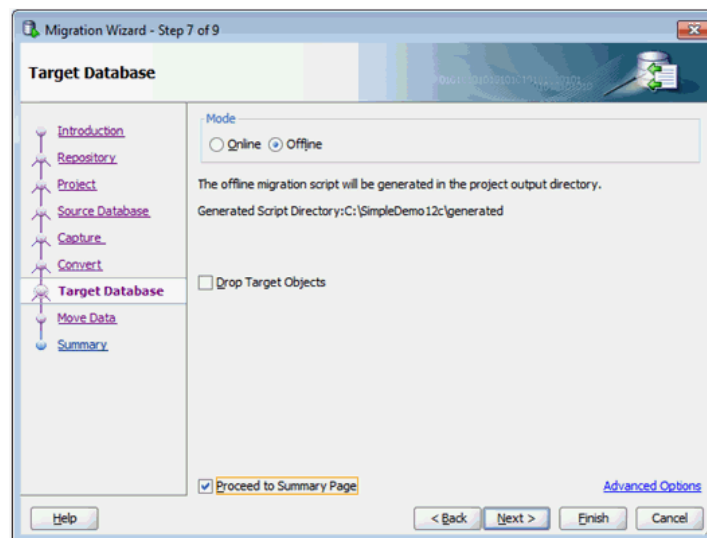 Migration Wizard - Step 7 of 9
Target Database
Introduction
Repository
Project
Source Database
Capture
Convert
Target Database
Move Data
Summary
Mode
Online Offline
The offline migration script will be generated in the project output directory.
Generated Script Directory:C:\SimpleDemo12c\generated
Drop Target Objects
Proceed to Summary Page
Advanced Options
Help
< Back Next > Finish Cancel